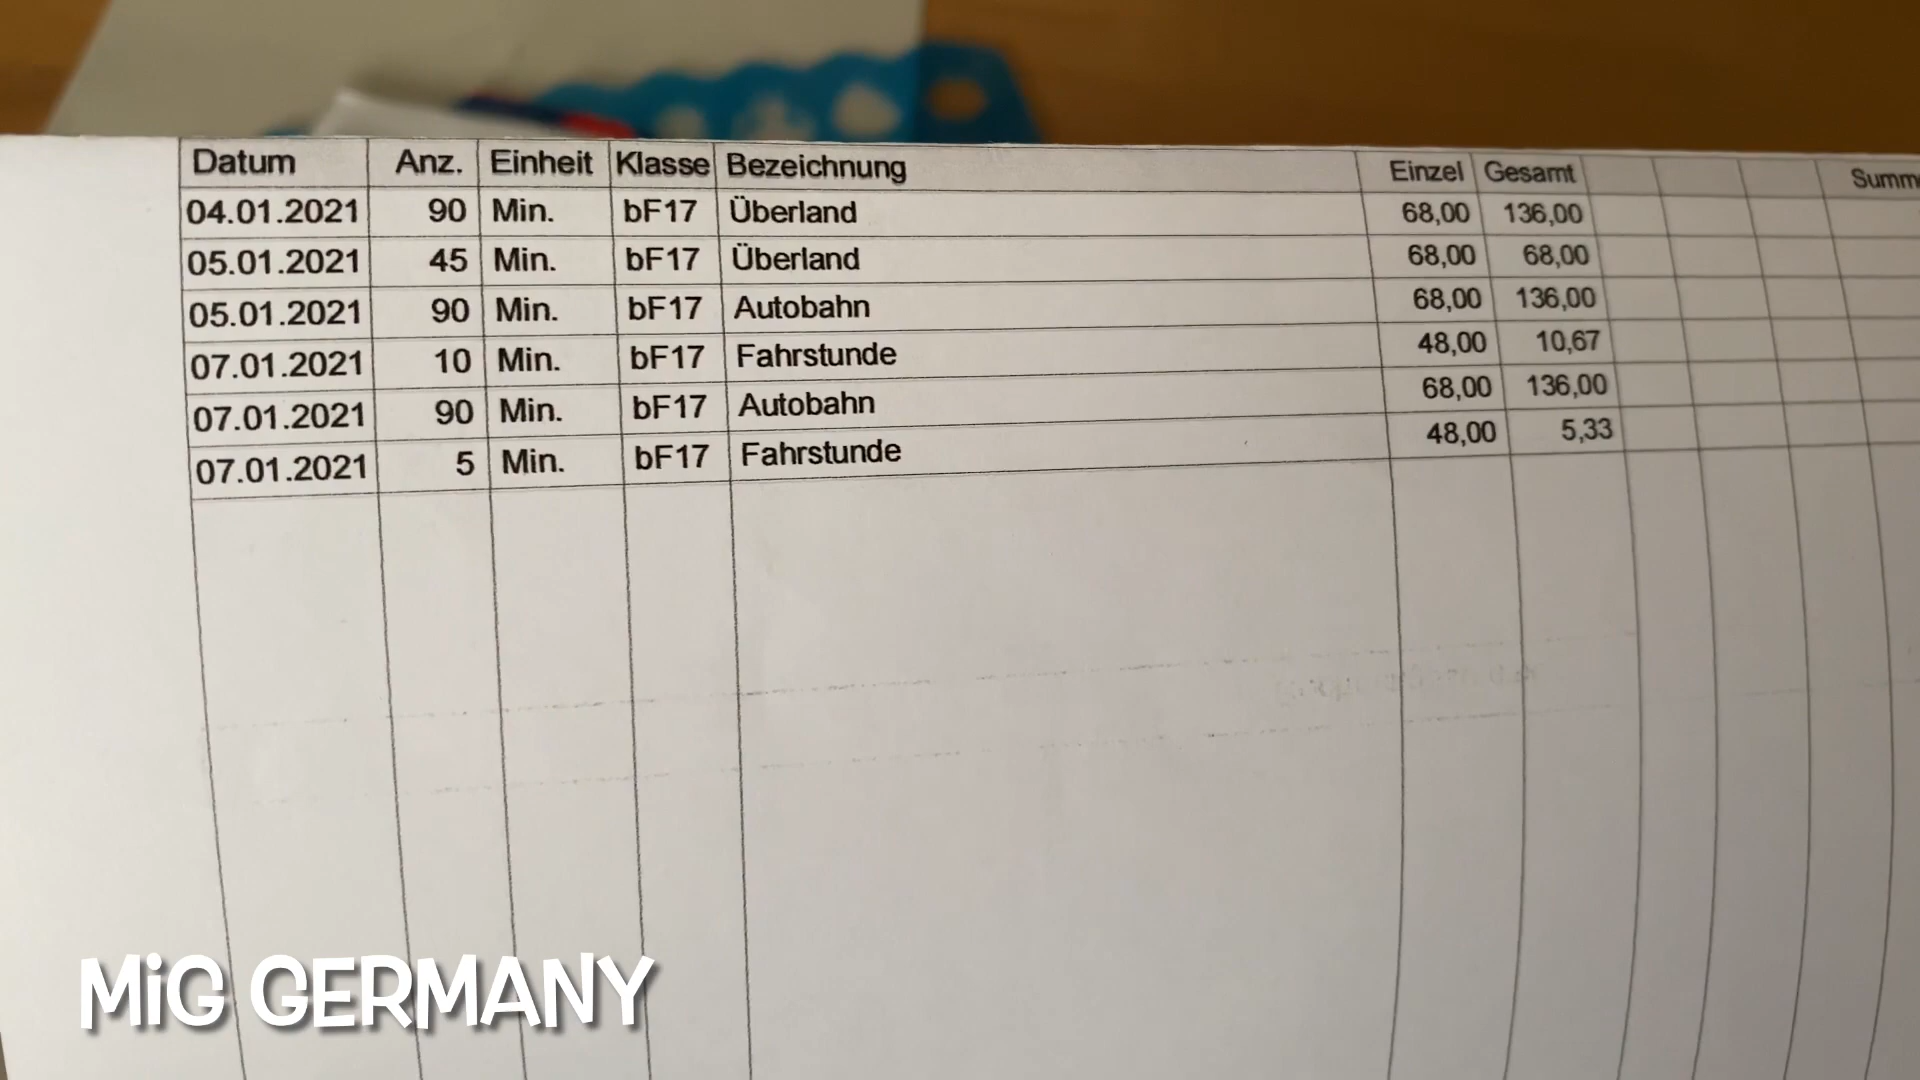 Datum Anz. Einheit Klasse Bezeichnung Einzel Gesamt
04.01.2021 90 Min. bF17 Überland 68,00 136,00
05.01.2021 45 Min. bF17 Überland 68,00 68,00
05.01.2021 90 Min. bF17 Autobahn 68,00 136,00
07.01.2021 10 Min. bF17 Fahrstunde 48,00 10,67
07.01.2021 90 Min. bF17 Autobahn 68,00 136,00
07.01.2021 5 Min. bF17 Fahrstunde 48,00 5,33
MiG GERMANY